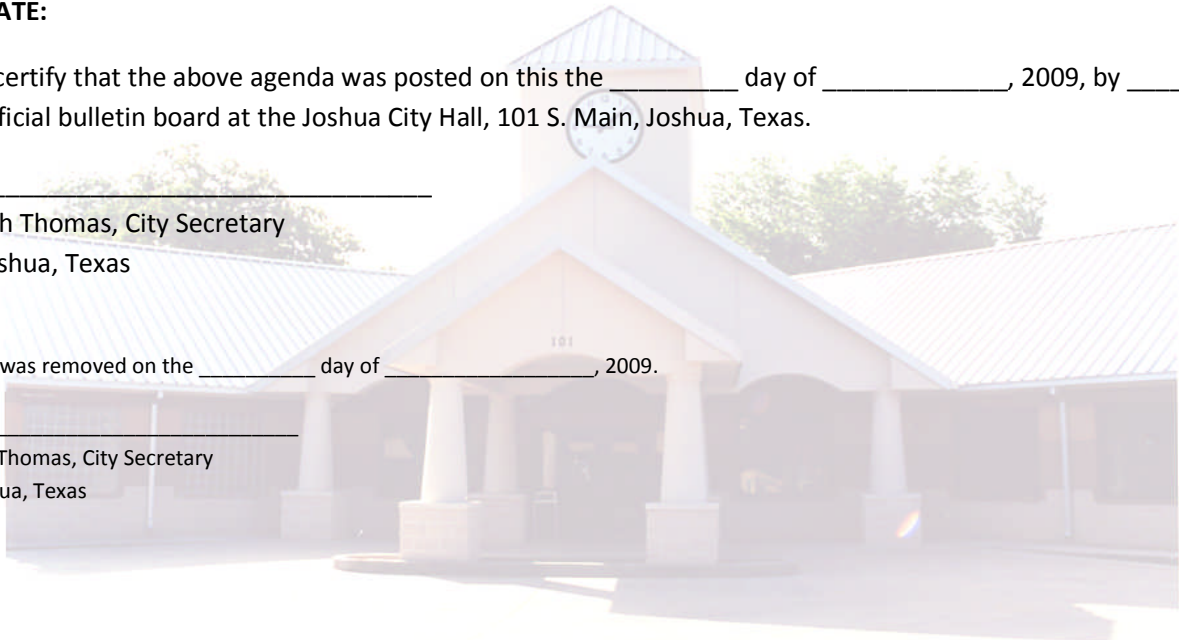 ATE:
certify that the above agenda was posted on this the _________ day of _____________, 2009, by ____
ficial bulletin board at the Joshua City Hall, 101 S. Main, Joshua, Texas.
h Thomas, City Secretary
shua, Texas
101
was removed on the __________ day of __________________, 2009.
Thomas, City Secretary
ua, Texas